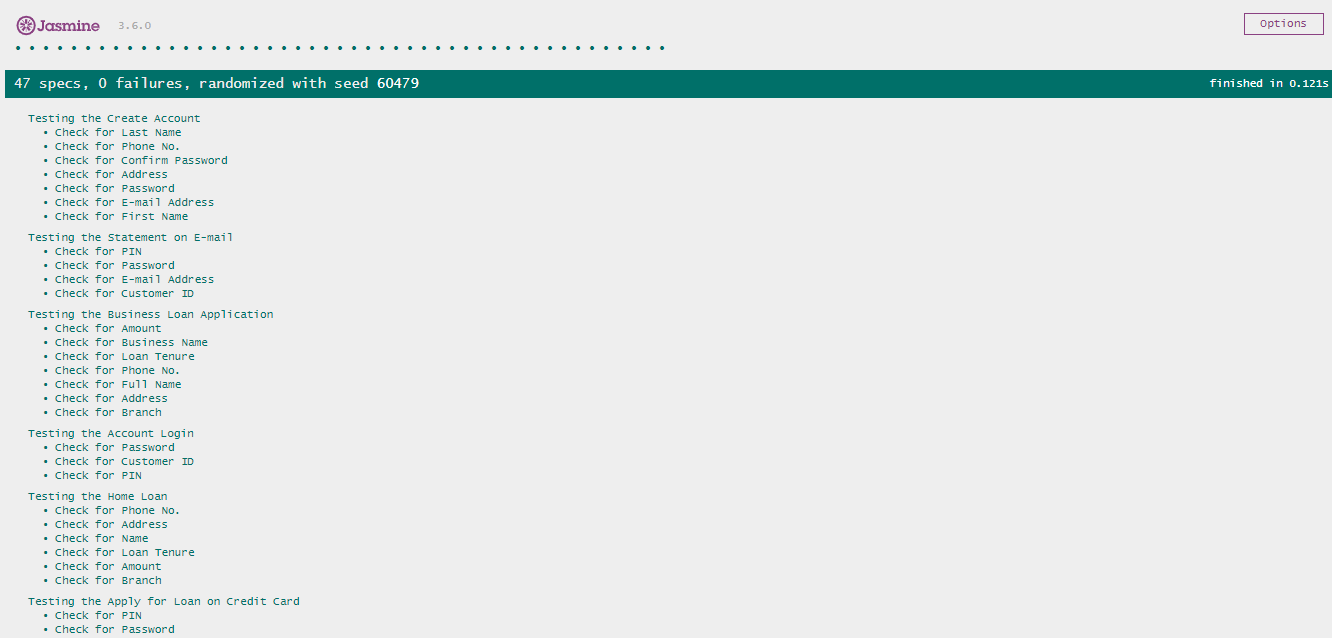 Jasmine 3.6.0 Options
47 specs, 0 failures, randomized with seed 60479 finished in 0.121s
Testing the Create Account
• Check for Last Name
• Check for Phone No.
• Check for Confirm Password
• Check for Address
• Check for Password
• Check for E-mail Address
• Check for First Name
Testing the Statement on E-mail
• Check for PIN
• Check for Password
• Check for E-mail Address
• Check for Customer ID
Testing the Business Loan Application
• Check for Amount
• Check for Business Name
• Check for Loan Tenure
• Check for Phone No.
• Check for Full Name
• Check for Address
• Check for Branch
Testing the Account Login
• Check for Password
• Check for Customer ID
• Check for PIN
Testing the Home Loan
• Check for Phone No.
• Check for Address
• Check for Name
• Check for Loan Tenure
• Check for Amount
• Check for Branch
Testing the Apply for Loan on Credit Card
• Check for PIN
• Check for Password